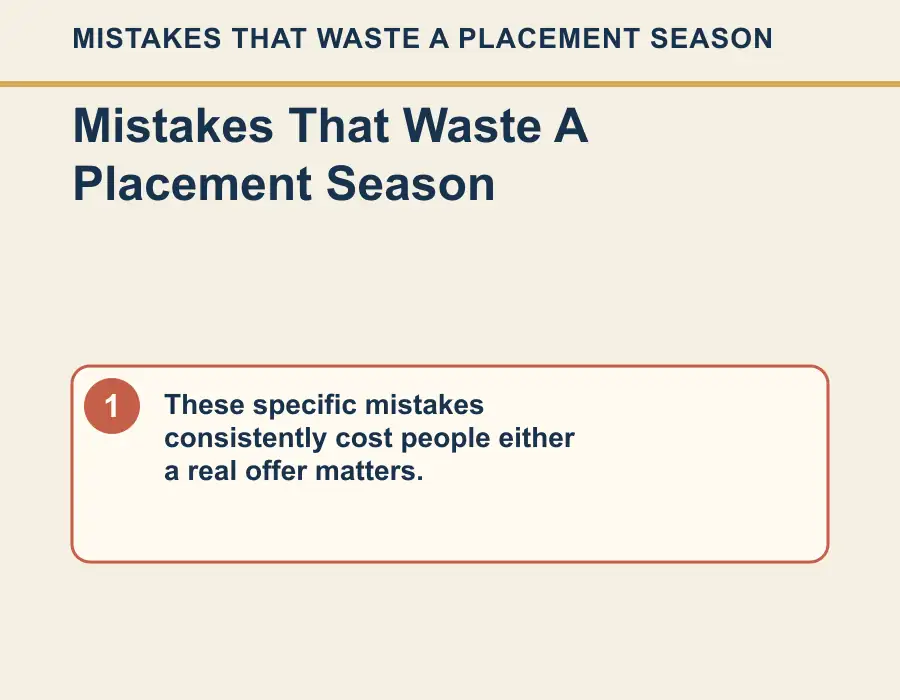 MISTAKES THAT WASTE A PLACEMENT SEASON
Mistakes That Waste A
Placement Season
1
These specific mistakes
consistently cost people either
a real offer matters.